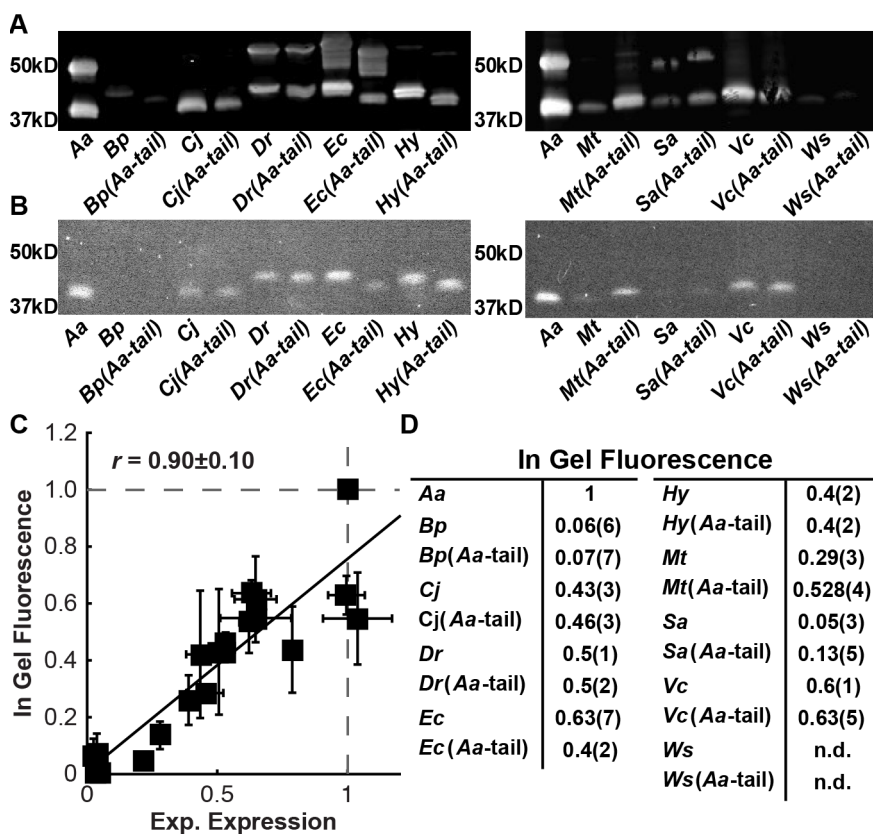 A
50kD
37kD
Aa
Bp
Bp(Aa-tail)
Cj
Cj(Aa-tail)
Dr
Dr(Aa-tail)
Ec
Ec(Aa-tail)
Hy
Hy(Aa-tail)
50kD
37kD
Aa
Mt
Mt(Aa-tail)
Sa
Sa(Aa-tail)
Vc
Vc(Aa-tail)
Ws
Ws(Aa-tail)
B
50kD
37kD
Aa
Bp
Bp(Aa-tail)
Cj
Cj(Aa-tail)
Dr
Dr(Aa-tail)
Ec
Ec(Aa-tail)
Hy
Hy(Aa-tail)
50kD
37kD
Aa
Mt
Mt(Aa-tail)
Sa
Sa(Aa-tail)
Vc
Vc(Aa-tail)
Ws
Ws(Aa-tail)
C
In Gel Fluorescence
1.2
1.0
0.8
0.6
0.4
0.2
0
r = 0.90±0.10
0 0.5 1
Exp. Expression
D
In Gel Fluorescence
Aa 1
Bp 0.06(6)
Bp(Aa-tail) 0.07(7)
Cj 0.43(3)
Cj(Aa-tail) 0.46(3)
Dr 0.5(1)
Dr(Aa-tail) 0.5(2)
Ec 0.63(7)
Ec(Aa-tail) 0.4(2)
Hy 0.4(2)
Hy(Aa-tail) 0.4(2)
Mt 0.29(3)
Mt(Aa-tail) 0.528(4)
Sa 0.05(3)
Sa(Aa-tail) 0.13(5)
Vc 0.6(1)
Vc(Aa-tail) 0.63(5)
Ws n.d.
Ws(Aa-tail) n.d.